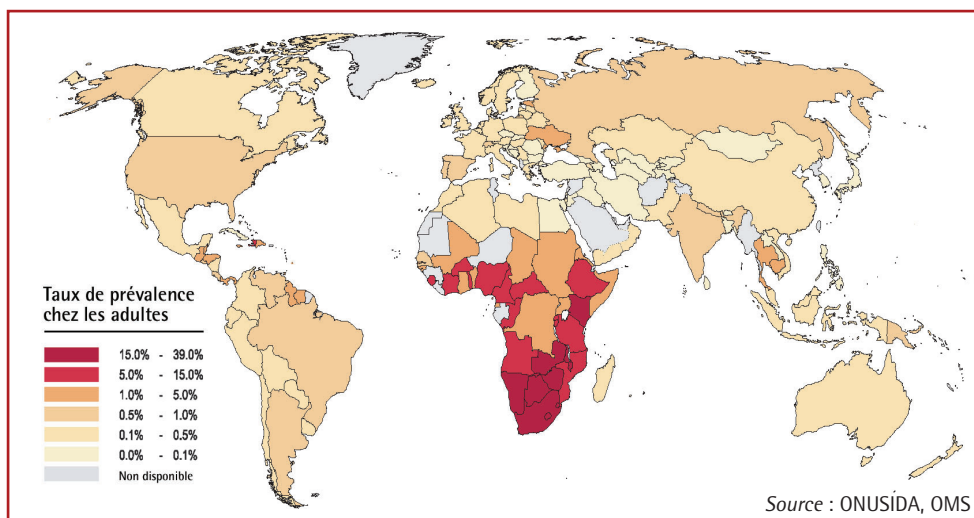 Taux de prévalence
chez les adultes
15.0% - 39.0%
5.0% - 15.0%
1.0% - 5.0%
0.5% - 1.0%
0.1% - 0.5%
0.0% - 0.1%
Non disponible
Source : ONUSÍDA, OMS